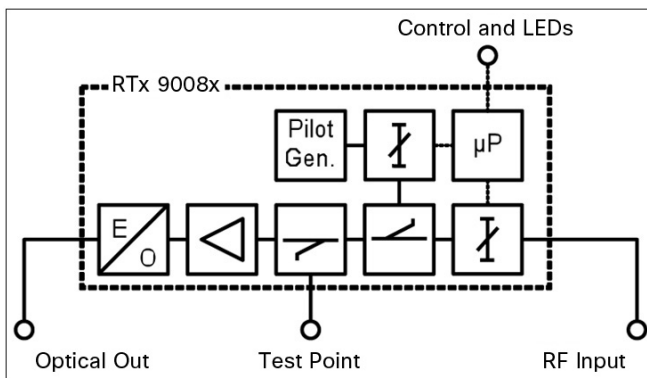 Control and LEDs
RTx 9008x
Pilot
Gen.
µP
E
O
Optical Out
Test Point
RF Input